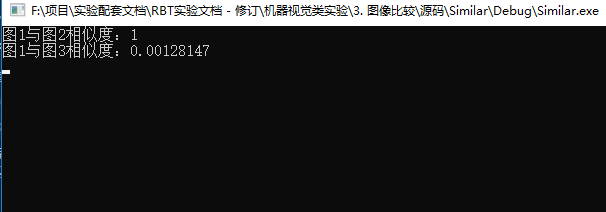 F:\项目\实验配套文档\RBT实验文档 - 修订\机器视觉类实验\3. 图像比较\源码\Similar\Debug\Similar.exe
图1与图2相似度：1
图1与图3相似度：0.00128147